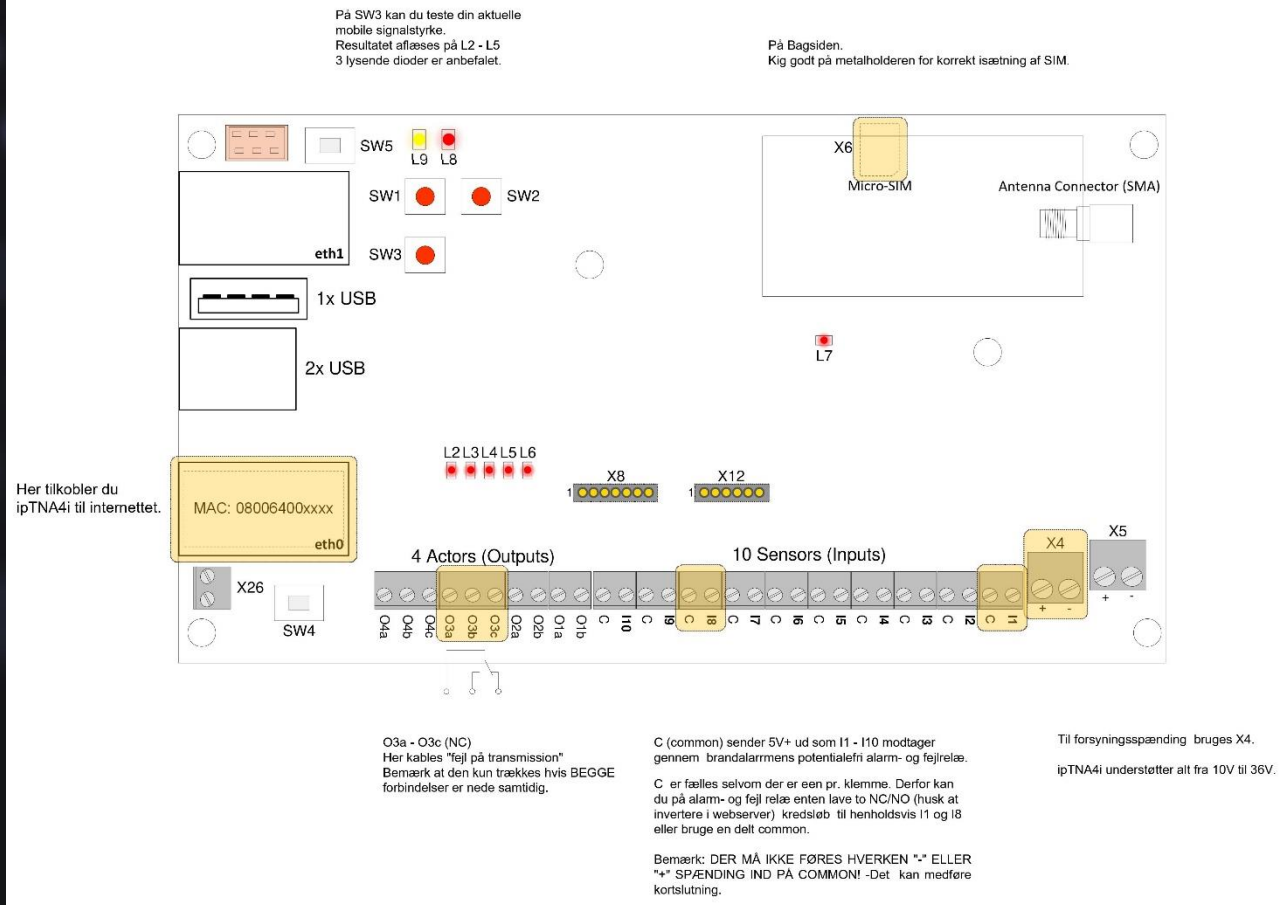 På SW3 kan du teste din aktuelle
mobile signalstyrke.
Resultatet aflæses på L2 - L5
3 lysende dioder er anbefalet.
På Bagsiden.
Kig godt på metalholderen for korrekt isætning af SIM.
SW5
L9
L8
X6
Micro-SIM
Antenna Connector (SMA)
SW1
SW2
eth1
SW3
1x USB
2x USB
L7
L2 L3 L4 L5 L6
X8
1
X12
1
Her tilkobler du
ipTNA4i til internettet.
MAC: 08006400xxxx
eth0
4 Actors (Outputs)
10 Sensors (Inputs)
X4
X5
X26
SW4
O4a O4b O4c O3a O3b O3c O2a O2b O1a O1b C I10 C I9 C I8 C I7 C I6 C I5 C I4 C I3 C I2 C I1
+ -
+ -
O3a - O3c (NC)
Her kables "fejl på transmission"
Bemærk at den kun trækkes hvis BEGGE
forbindelser er nede samtidig.
C (common) sender 5V+ ud som I1 - I10 modtager
gennem brandalarrmens potentialefri alarm- og fejlrelæ.
C er fælles selvom der er een pr. klemme. Derfor kan
du på alarm- og fejl relæ enten lave to NC/NO (husk at
invertere i webserver) kredsløb til henholdsvis I1 og I8
eller bruge en delt common.
Bemærk: DER MÅ IKKE FØRES HVERKEN "-" ELLER
"+" SPÆNDING IND PÅ COMMON! -Det kan medføre
kortslutning.
Til forsyningsspænding bruges X4.
ipTNA4i understøtter alt fra 10V til 36V.